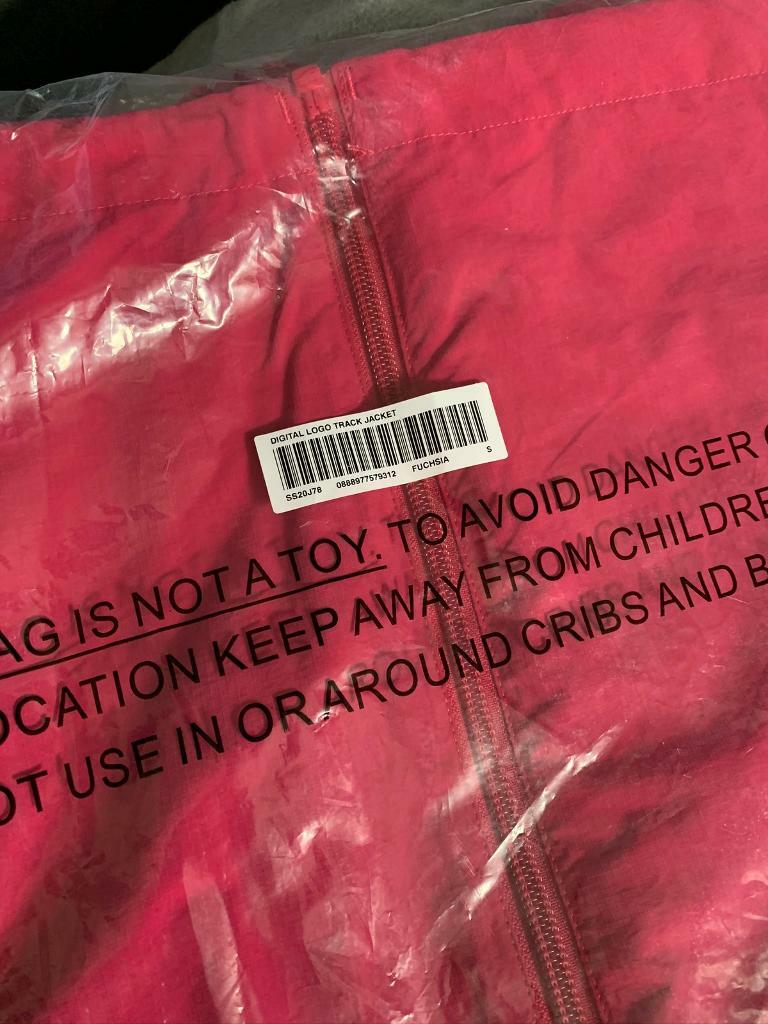 DIGITAL LOGO TRACK JACKET
SS20J78 0888977579312 FUCHSIA S
AG IS NOT A TOY. TO AVOID DANGER
OCATION KEEP AWAY FROM CHILDRE
OT USE IN OR AROUND CRIBS AND B